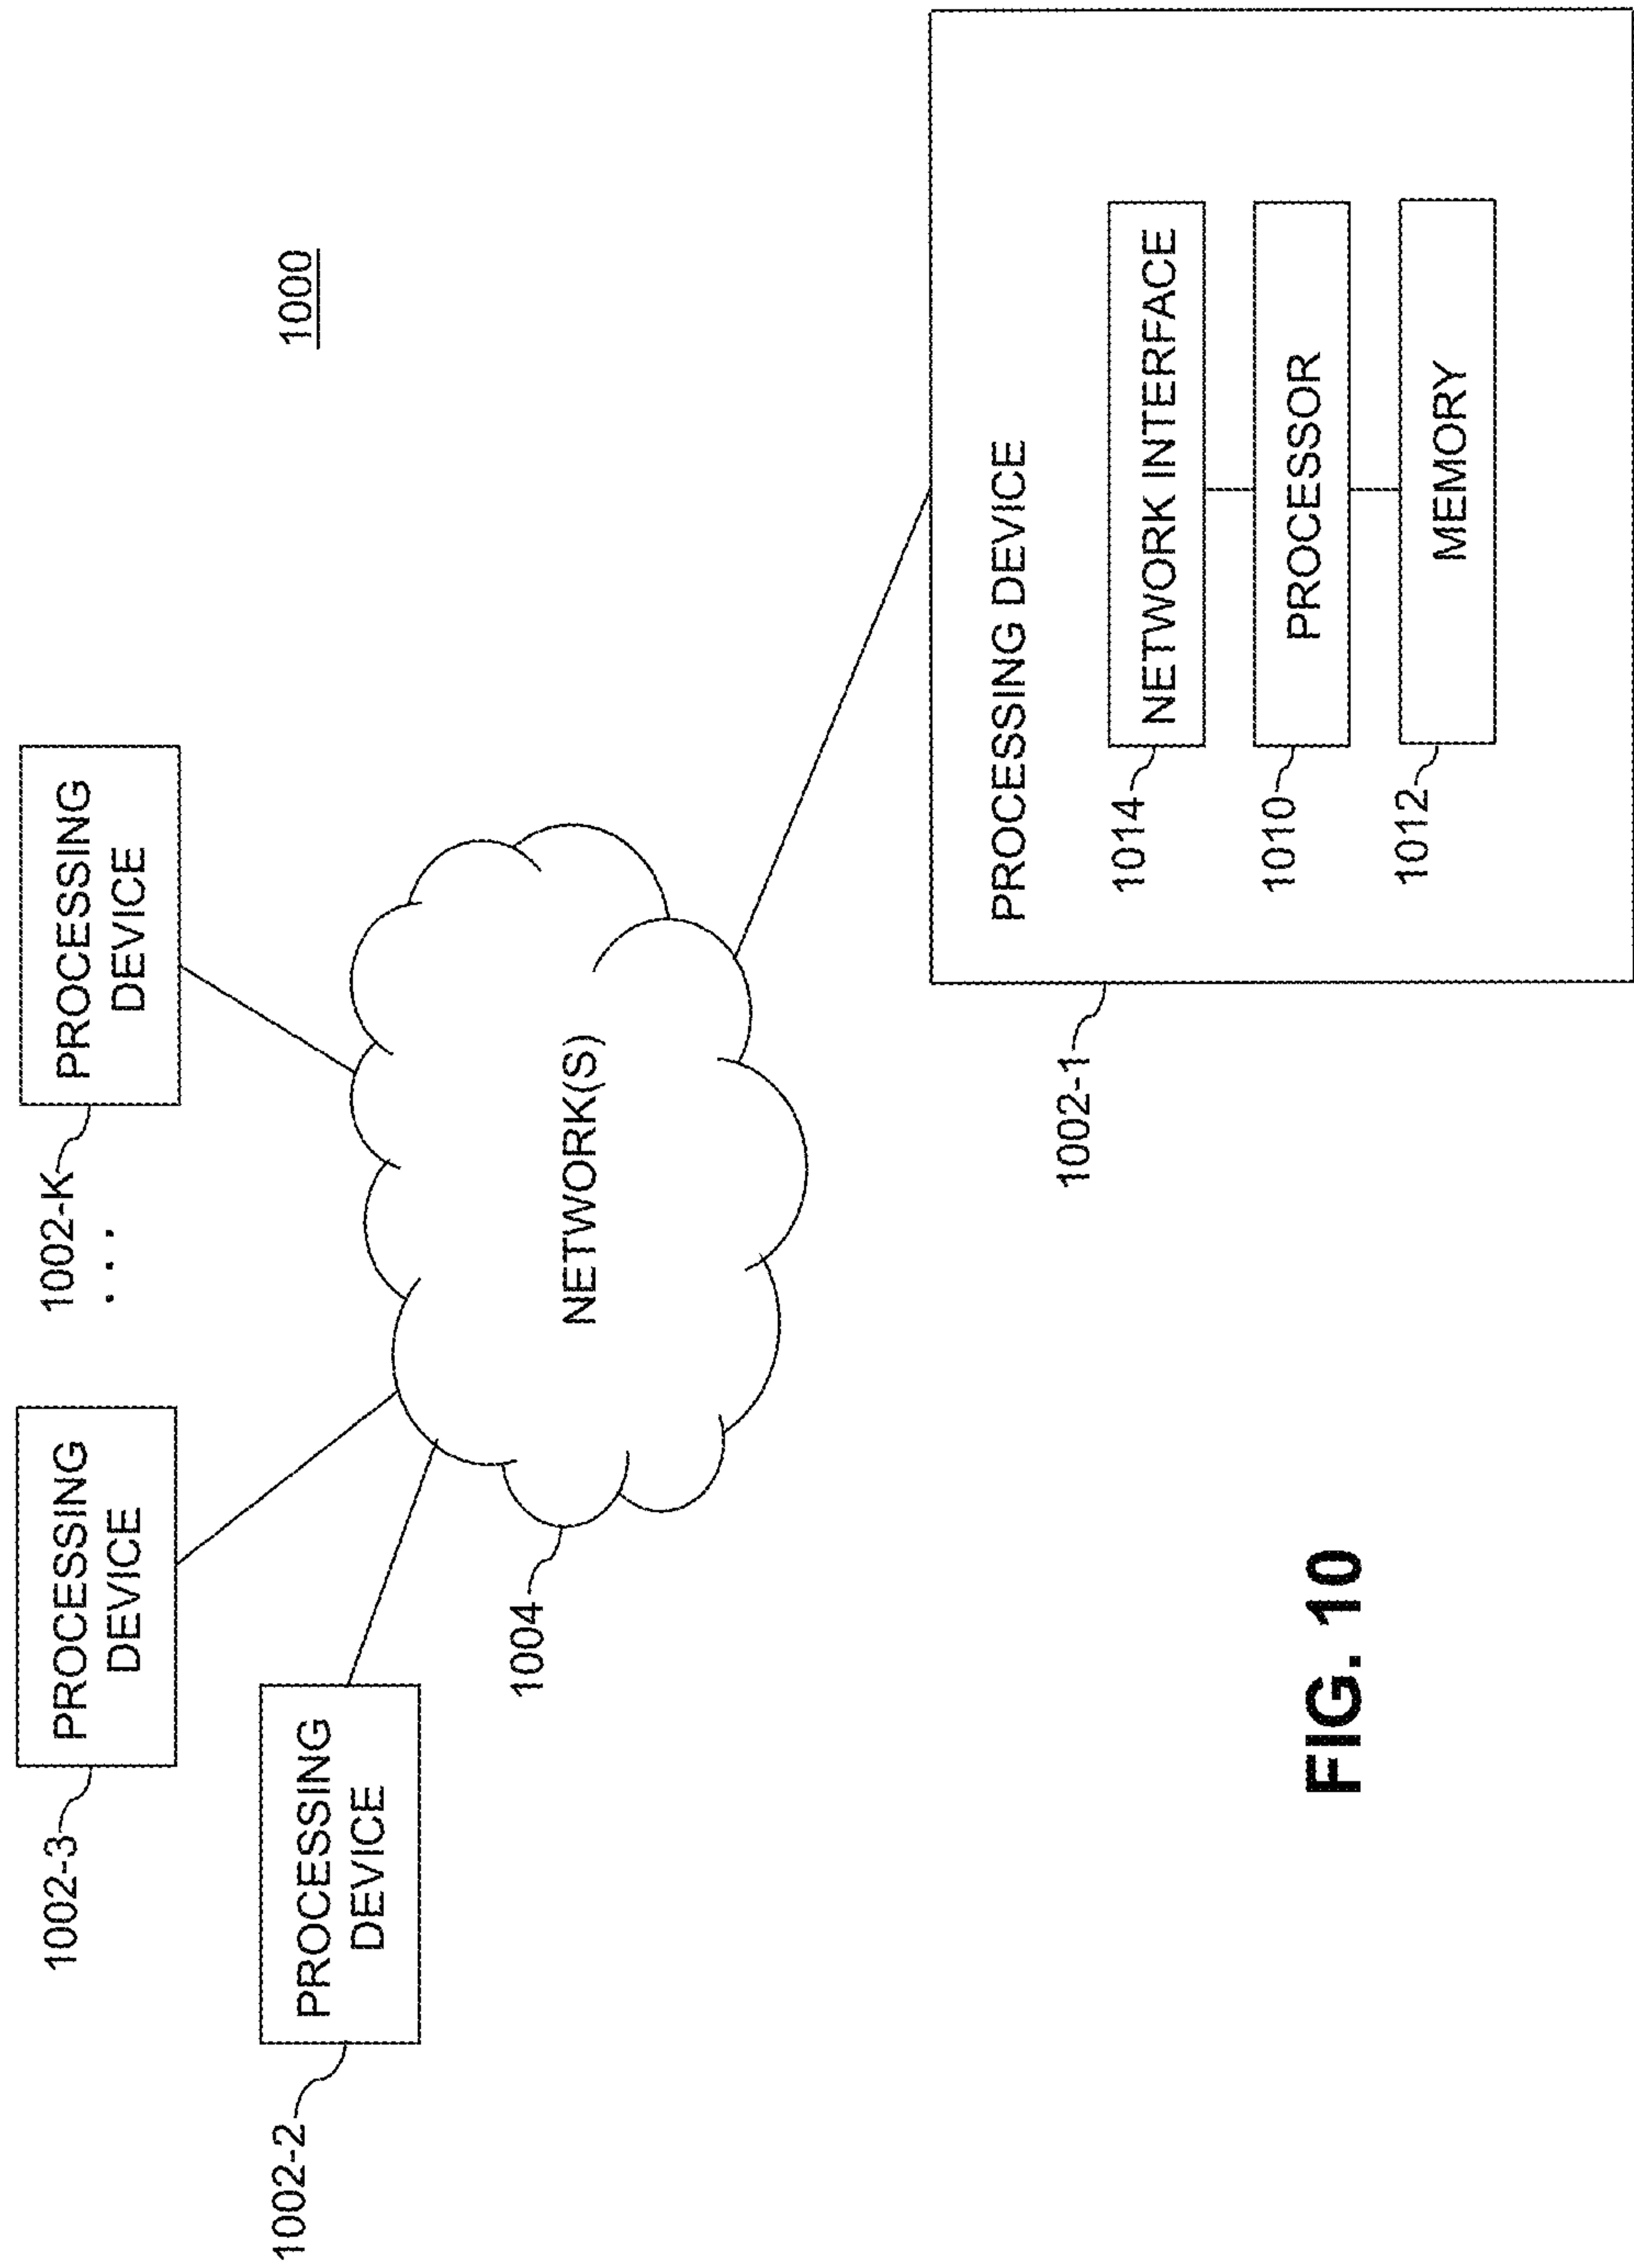 1002-3
PROCESSING
DEVICE
1002-K
PROCESSING
DEVICE
. . .
1002-2
PROCESSING
DEVICE
1000
NETWORK(S)
1004
1002-1
PROCESSING DEVICE
1014
NETWORK INTERFACE
1010
PROCESSOR
1012
MEMORY
FIG. 10